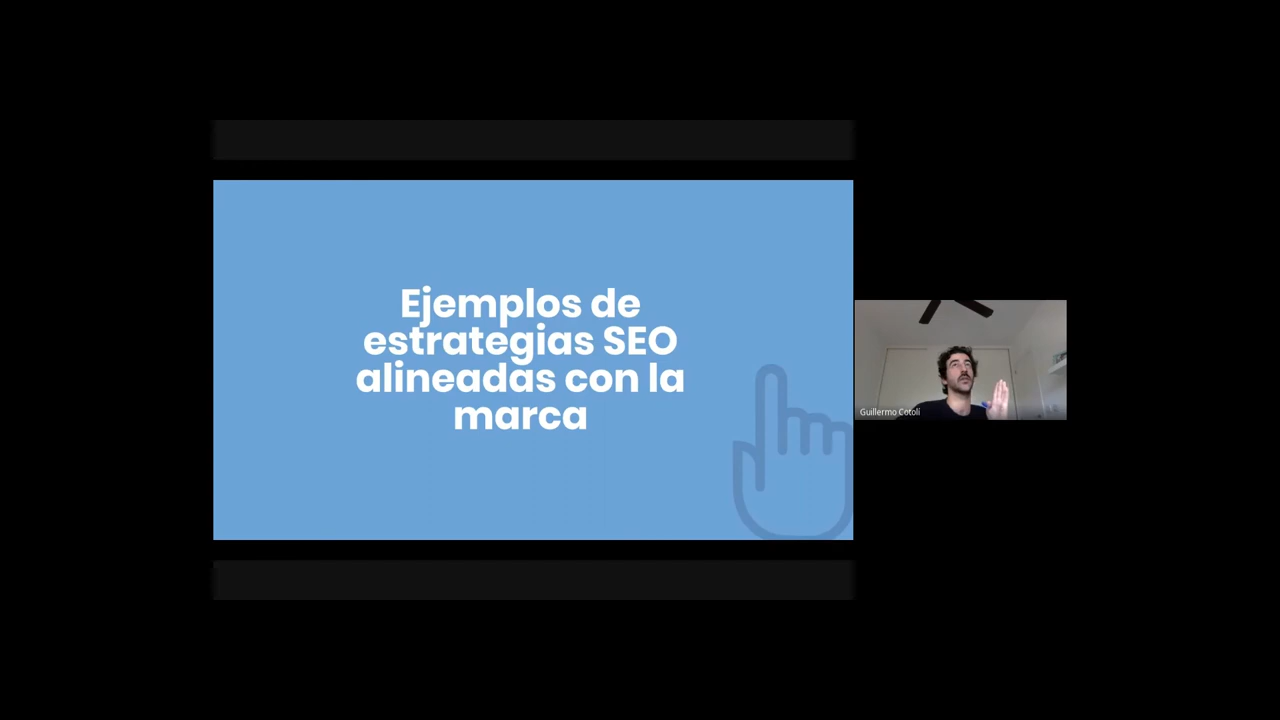 Ejemplos de
estrategias SEO
alineadas con la
marca
Guillermo Cotoli